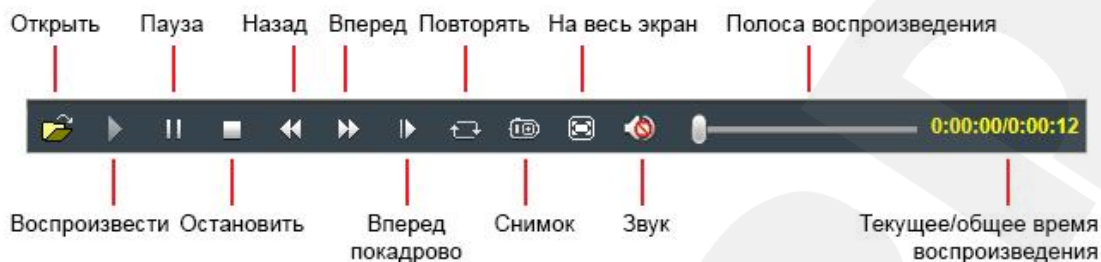 Открыть Пауза Назад Вперед Повторять На весь экран Полоса воспроизведения
0:00:00/0:00:12
Воспроизвести Остановить Вперед покадрово Снимок Звук Текущее/общее время воспроизведения